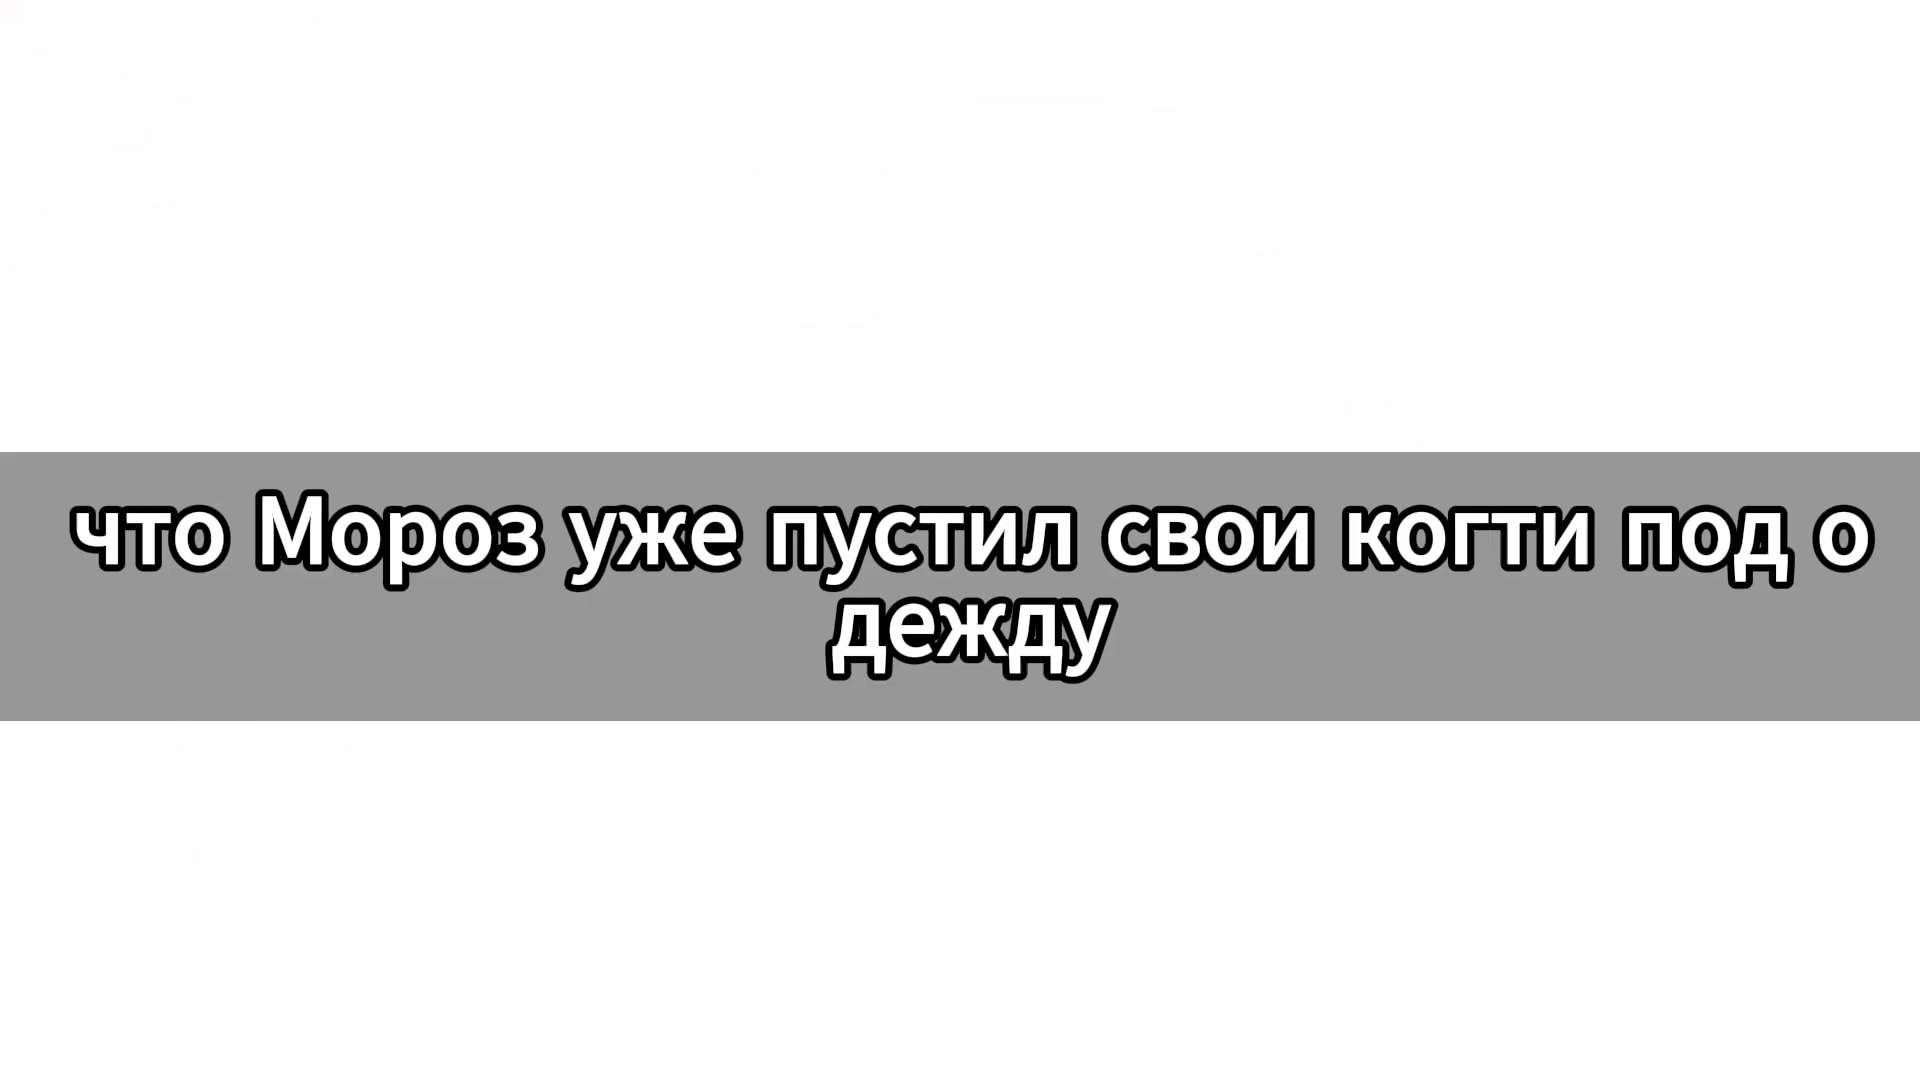 что Мороз уже пустил свои когти под о
дежду